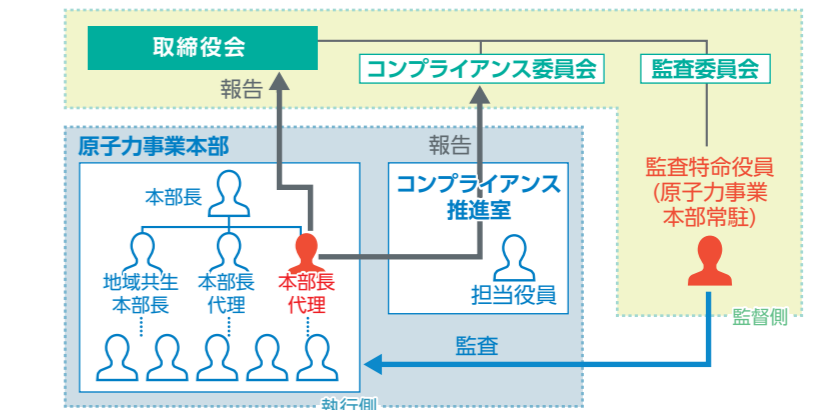 取締役会
コンプライアンス委員会
監査委員会
報告
原子力事業本部
報告
本部長
コンプライアンス
推進室
監査特命役員
(原子力事業
本部常駐)
地域共生
本部長
本部長
代理
本部長
代理
担当役員
監督側
監査
執行側